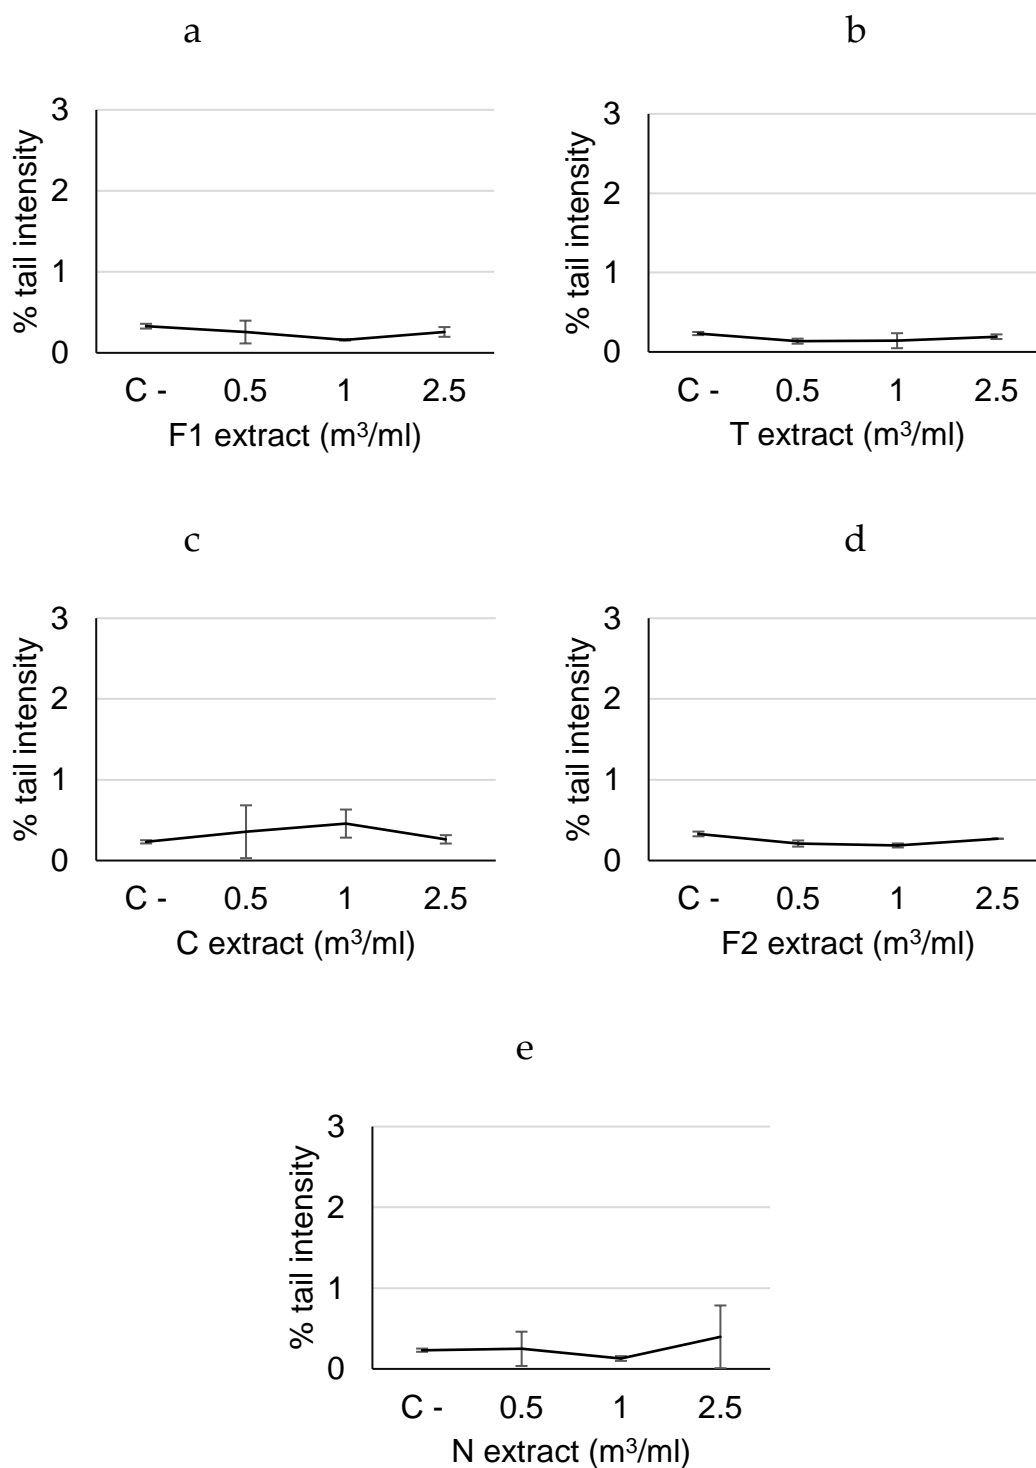 a
% tail intensity
3
2
1
0
C - 0.5 1 2.5
F1 extract (m³/ml)
b
% tail intensity
3
2
1
0
C - 0.5 1 2.5
T extract (m³/ml)
c
% tail intensity
3
2
1
0
C - 0.5 1 2.5
C extract (m³/ml)
d
% tail intensity
3
2
1
0
C - 0.5 1 2.5
F2 extract (m³/ml)
e
% tail intensity
3
2
1
0
C - 0.5 1 2.5
N extract (m³/ml)